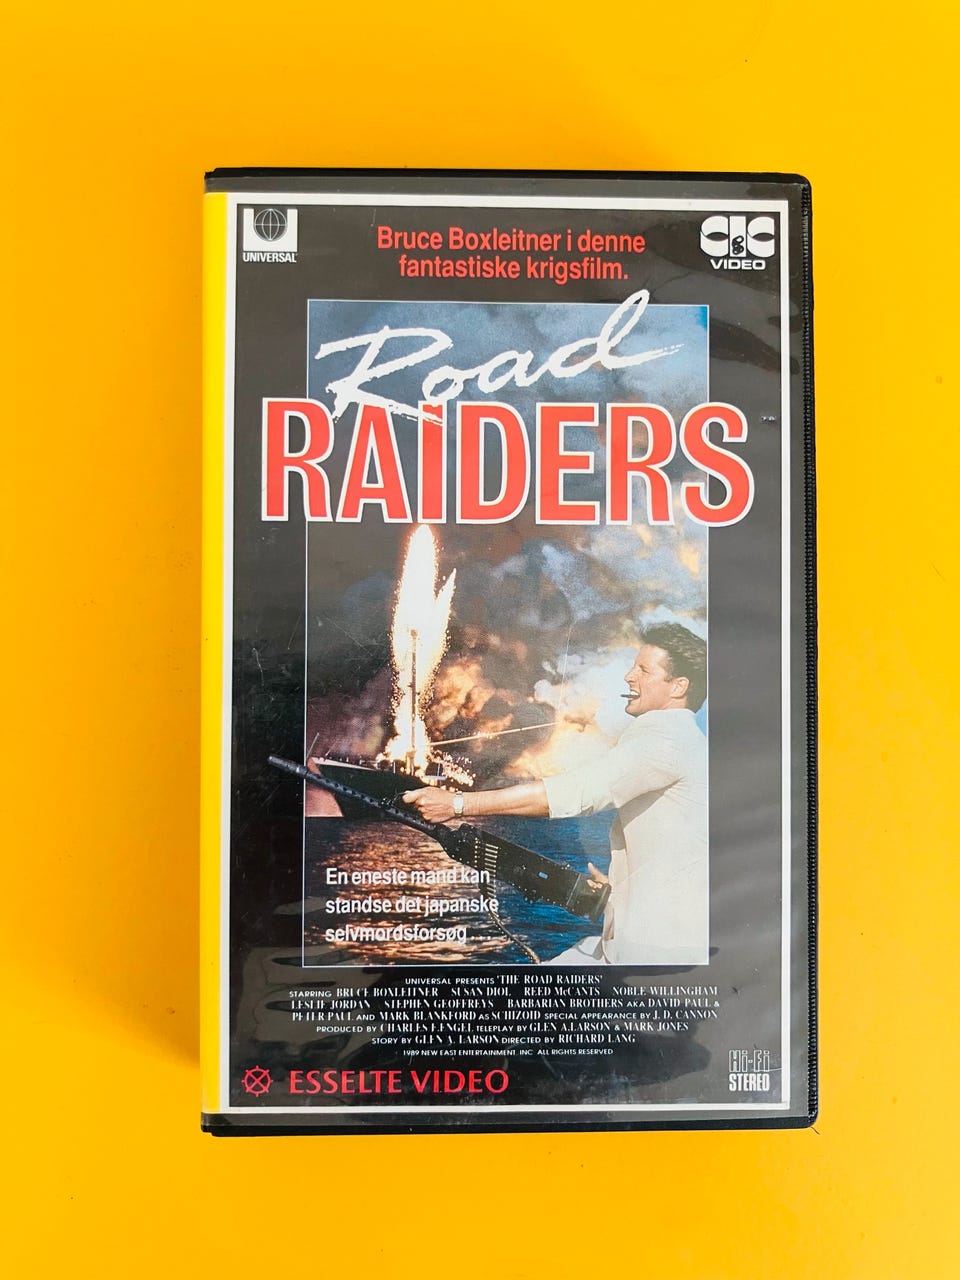 UNIVERSAL
Bruce Boxleitner i denne
fantastiske krigsfilm.
CIC
VIDEO
Road
RAIDERS
En eneste mand kan
standse det japanske
selvmordsforsøg . . .
UNIVERSAL PRESENTS 'THE ROAD RAIDERS'
STARRING BRUCE BOXLEITNER SUSAN DIOL REED McCANTS NOBLE WILLINGHAM
LESLIE JORDAN STEPHEN GEOFFREYS BARBARIAN BROTHERS AKA DAVID PAUL &
PETER PAUL AND MARK BLANKFORD AS SCHIZOID SPECIAL APPEARANCE BY J. D. CANNON
PRODUCED BY CHARLES F. ENGEL TELEPLAY BY GLEN A. LARSON & MARK JONES
STORY BY GLEN A. LARSON DIRECTED BY RICHARD LANG
1989 NEW EAST ENTERTAINMENT, INC. ALL RIGHTS RESERVED
ESSELTE VIDEO
Hi-Fi
STEREO